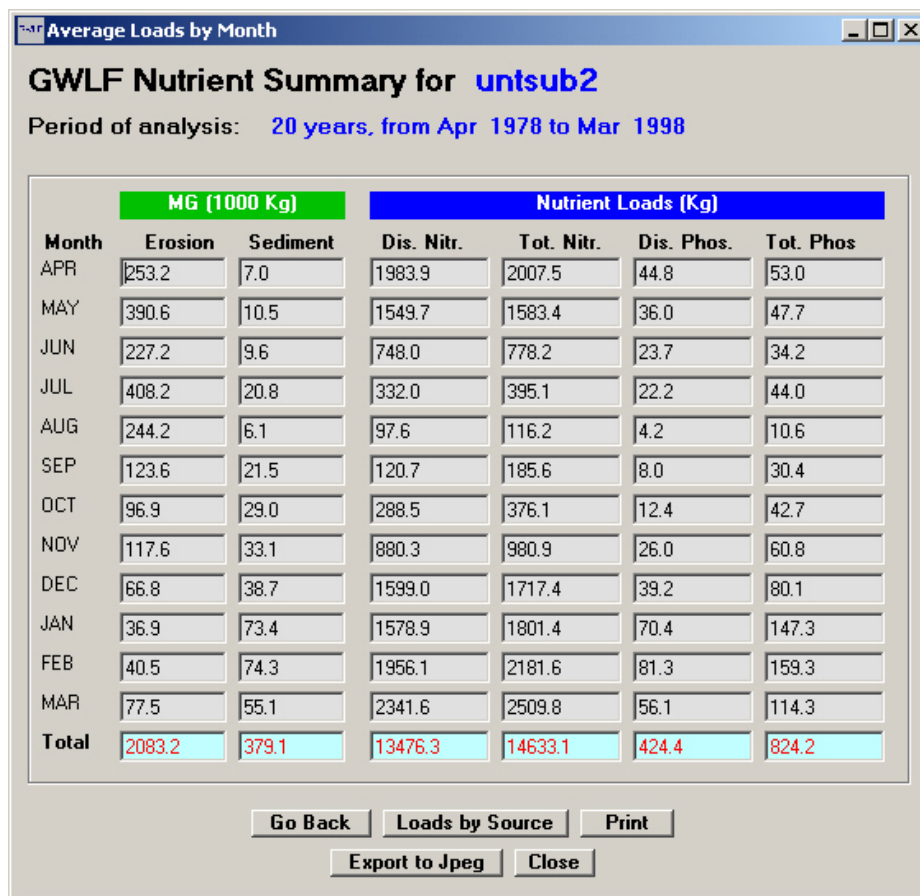 Average Loads by Month
GWLF Nutrient Summary for untsub2
Period of analysis: 20 years, from Apr 1978 to Mar 1998
MG (1000 Kg) Nutrient Loads (Kg)
Month Erosion Sediment Dis. Nitr. Tot. Nitr. Dis. Phos. Tot. Phos
APR 253.2 7.0 1983.9 2007.5 44.8 53.0
MAY 390.6 10.5 1549.7 1583.4 36.0 47.7
JUN 227.2 9.6 748.0 778.2 23.7 34.2
JUL 408.2 20.8 332.0 395.1 22.2 44.0
AUG 244.2 6.1 97.6 116.2 4.2 10.6
SEP 123.6 21.5 120.7 185.6 8.0 30.4
OCT 96.9 29.0 288.5 376.1 12.4 42.7
NOV 117.6 33.1 880.3 980.9 26.0 60.8
DEC 66.8 38.7 1599.0 1717.4 39.2 80.1
JAN 36.9 73.4 1578.9 1801.4 70.4 147.3
FEB 40.5 74.3 1956.1 2181.6 81.3 159.3
MAR 77.5 55.1 2341.6 2509.8 56.1 114.3
Total 2083.2 379.1 13476.3 14633.1 424.4 824.2
Go Back Loads by Source Print
Export to Jpeg Close